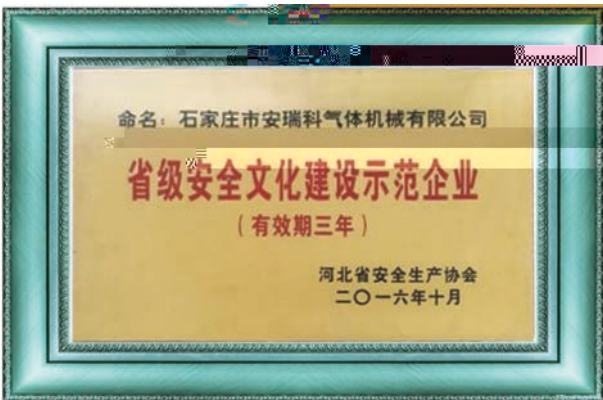 命名：石家庄市安瑞科气体机械有限公司
省级安全文化建设示范企业
（有效期三年）
河北省安全生产协会
二〇一六年十月